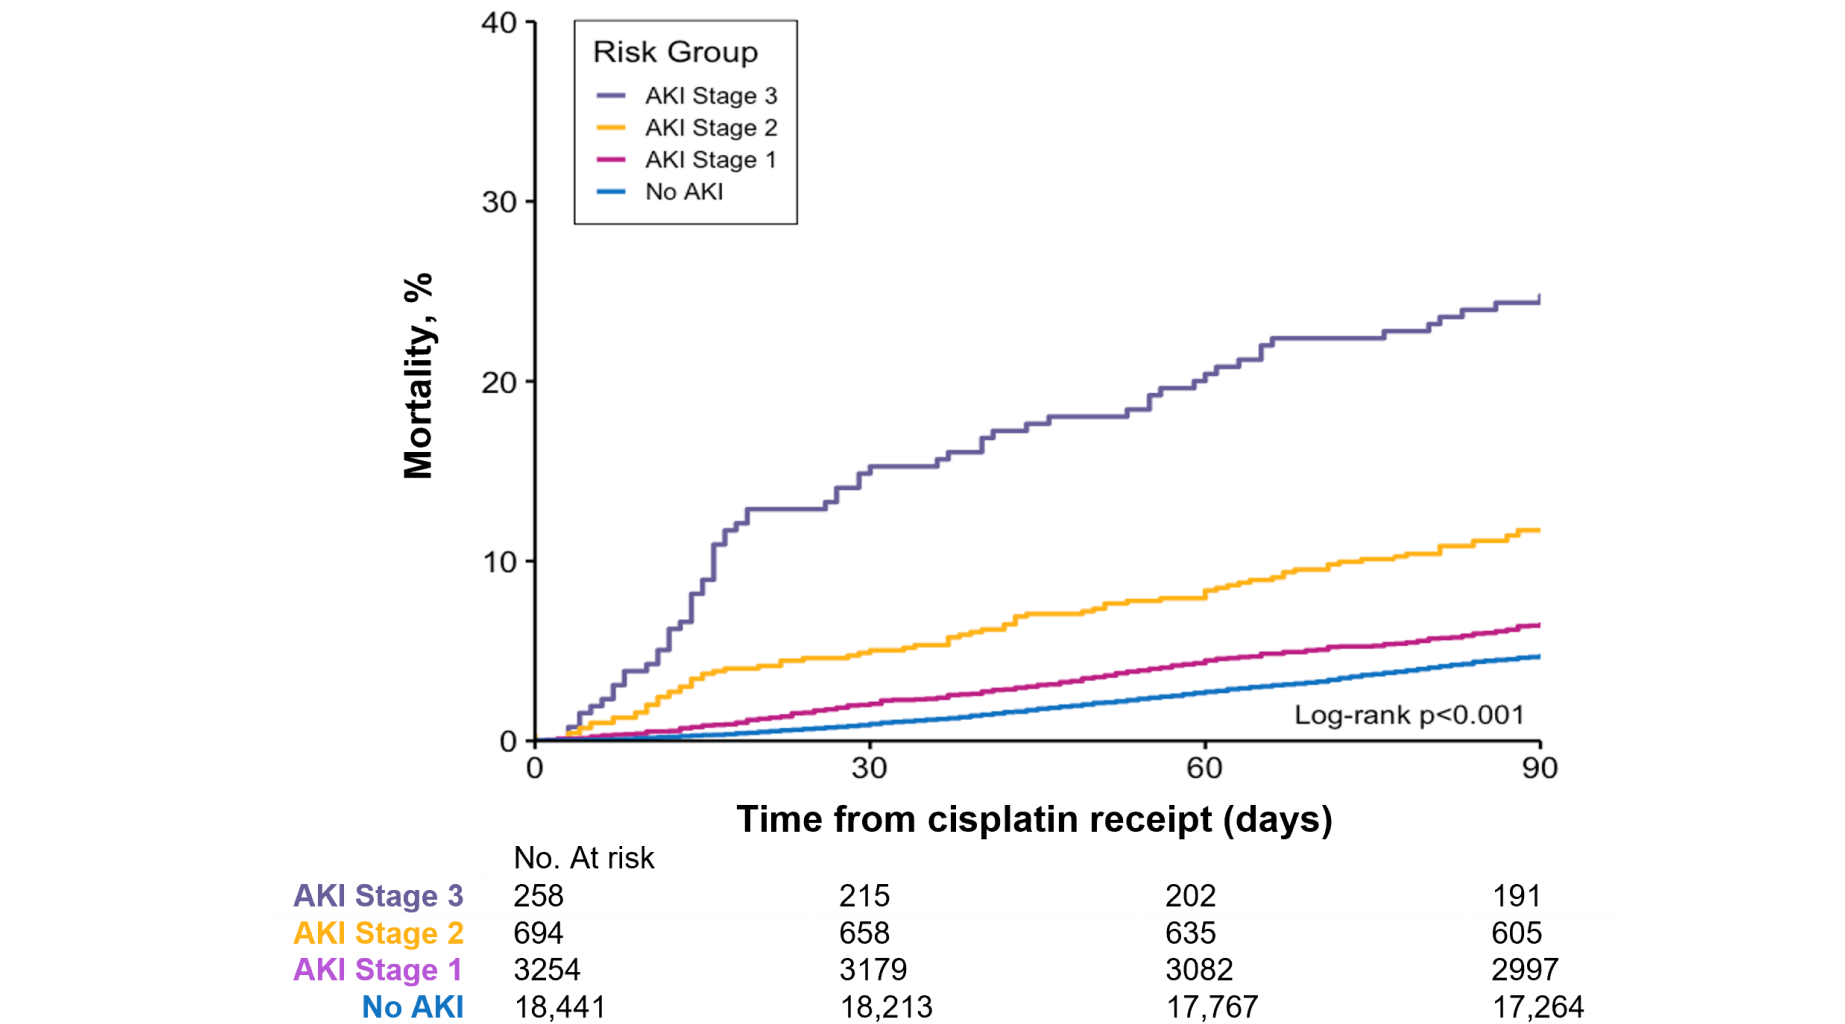 40
30
20
10
0
Mortality, %
Risk Group
AKI Stage 3
AKI Stage 2
AKI Stage 1
No AKI
Log-rank p<0.001
0 30 60 90
Time from cisplatin receipt (days)
No. At risk
AKI Stage 3 258 215 202 191
AKI Stage 2 694 658 635 605
AKI Stage 1 3254 3179 3082 2997
No AKI 18,441 18,213 17,767 17,264